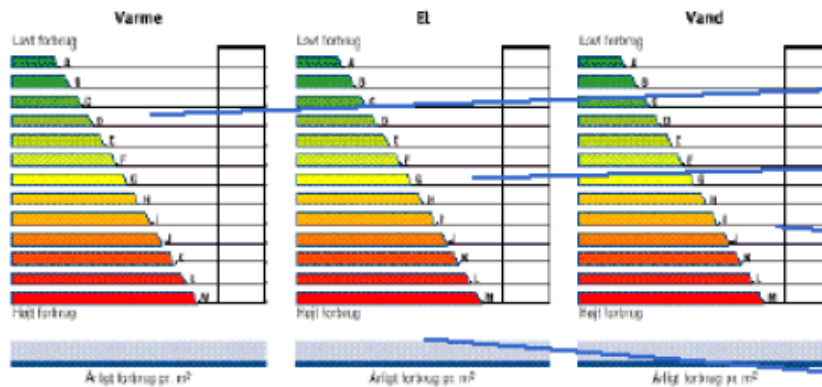 Varme
Lavt forbrug
A
B
C
D
E
F
G
H
I
J
K
L
M
Højt forbrug
Årligt forbrug pr. m²
El
Lavt forbrug
A
B
C
D
E
F
G
H
I
J
K
L
M
Højt forbrug
Årligt forbrug pr. m²
Vand
Lavt forbrug
A
B
C
D
E
F
G
H
I
J
K
L
M
Højt forbrug
Årligt forbrug pr. m²